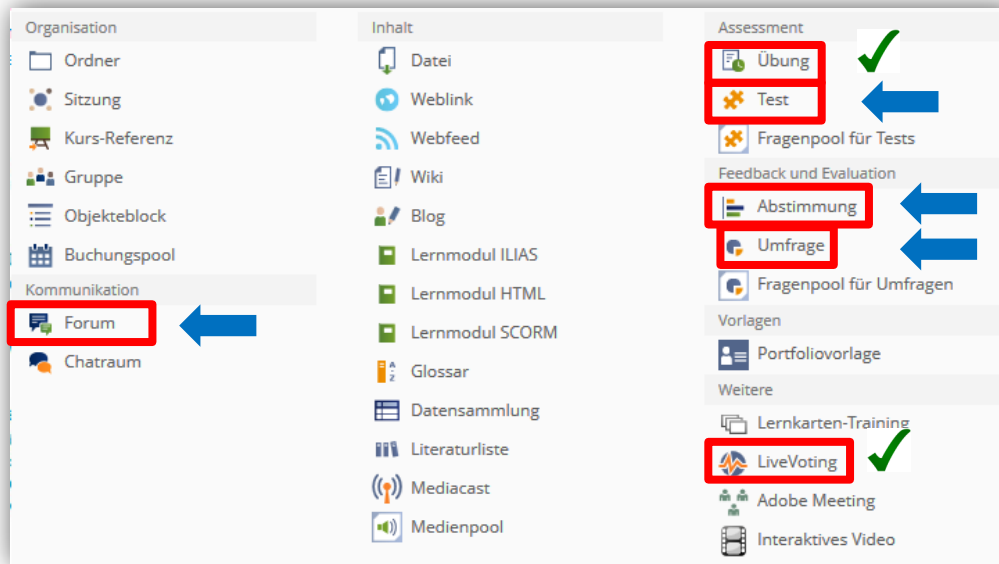 Organisation
Ordner
Sitzung
Kurs-Referenz
Gruppe
Objekteblock
Buchungspool
Kommunikation
Forum
Chatraum
Inhalt
Datei
Weblink
Webfeed
Wiki
Blog
Lernmodul ILIAS
Lernmodul HTML
Lernmodul SCORM
Glossar
Datensammlung
Literaturliste
Mediacast
Medienpool
Assessment
Übung
Test
Fragenpool für Tests
Feedback und Evaluation
Abstimmung
Umfrage
Fragenpool für Umfragen
Vorlagen
Portfoliovorlage
Weitere
Lernkarten-Training
LiveVoting
Adobe Meeting
Interaktives Video